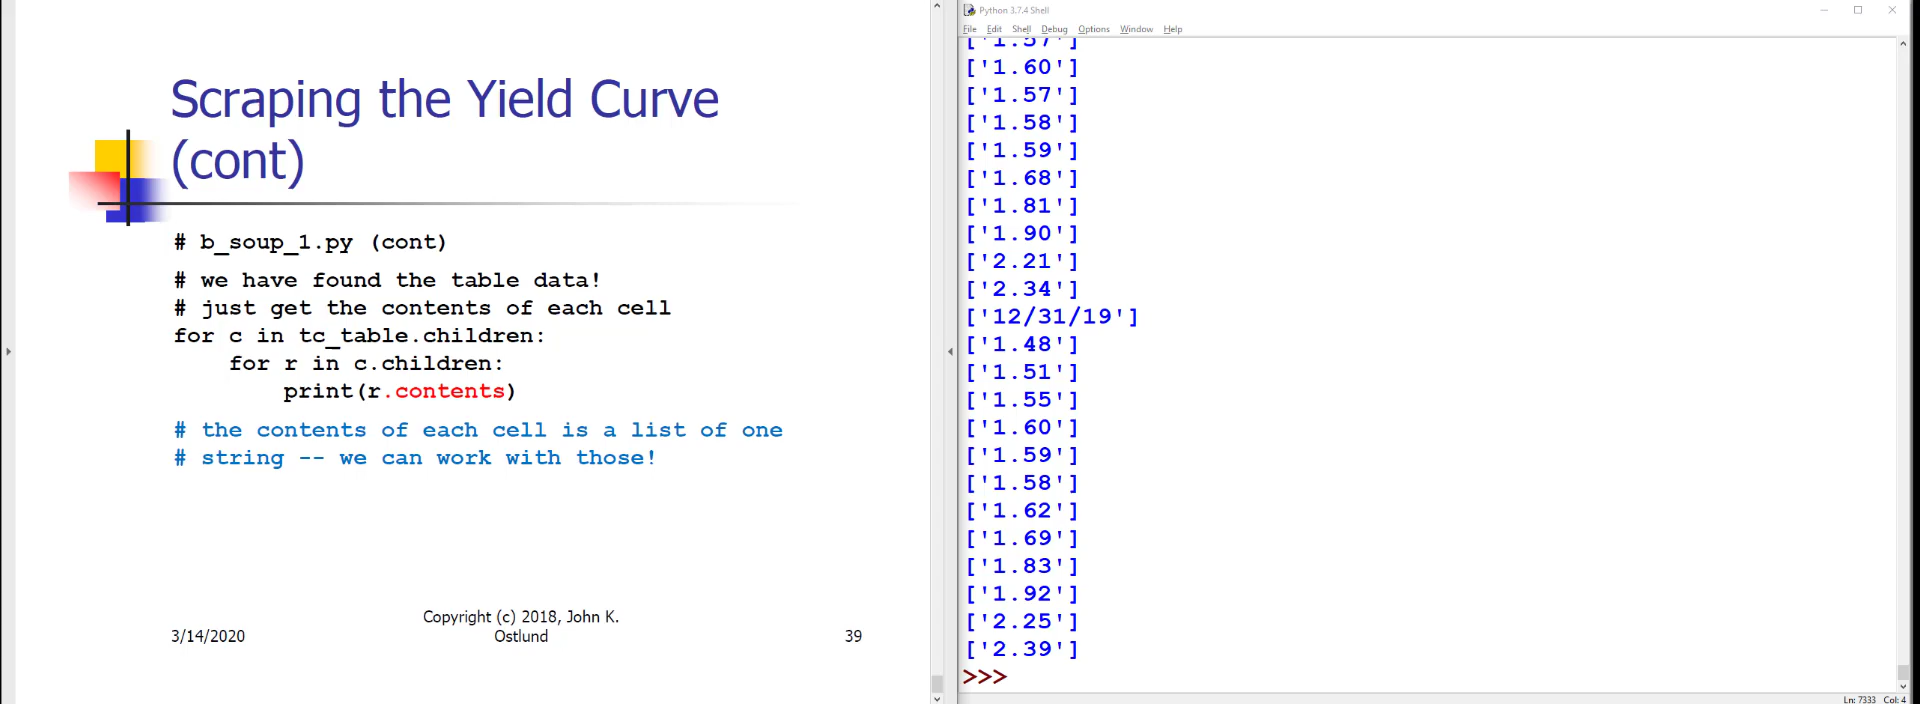 Scraping the Yield Curve
(cont)
# b_soup_1.py (cont)
# we have found the table data!
# just get the contents of each cell
for c in tc_table.children:
    for r in c.children:
        print(r.contents)
# the contents of each cell is a list of one
# string -- we can work with those!
3/14/2020
Copyright (c) 2018, John K.
Ostlund
39
Python 3.7.4 Shell
File Edit Shell Debug Options Window Help
['1.57']
['1.60']
['1.57']
['1.58']
['1.59']
['1.68']
['1.81']
['1.90']
['2.21']
['2.34']
['12/31/19']
['1.48']
['1.51']
['1.55']
['1.60']
['1.59']
['1.58']
['1.62']
['1.69']
['1.83']
['1.92']
['2.25']
['2.39']
>>>
Ln: 7333 Col: 4